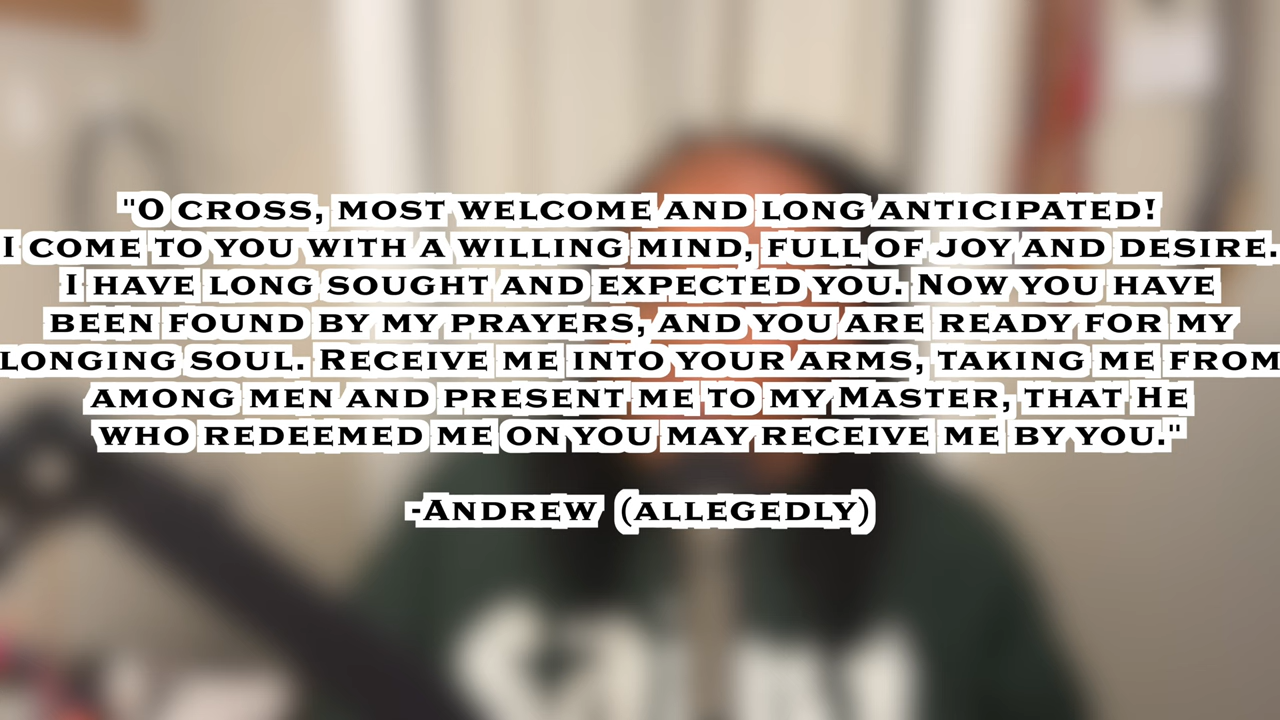 "O cross, most welcome and long anticipated!
I come to you with a willing mind, full of joy and desire.
I have long sought and expected you. Now you have
been found by my prayers, and you are ready for my
longing soul. Receive me into your arms, taking me from
among men and present me to my Master, that He
who redeemed me on you may receive me by you."
-Andrew (allegedly)